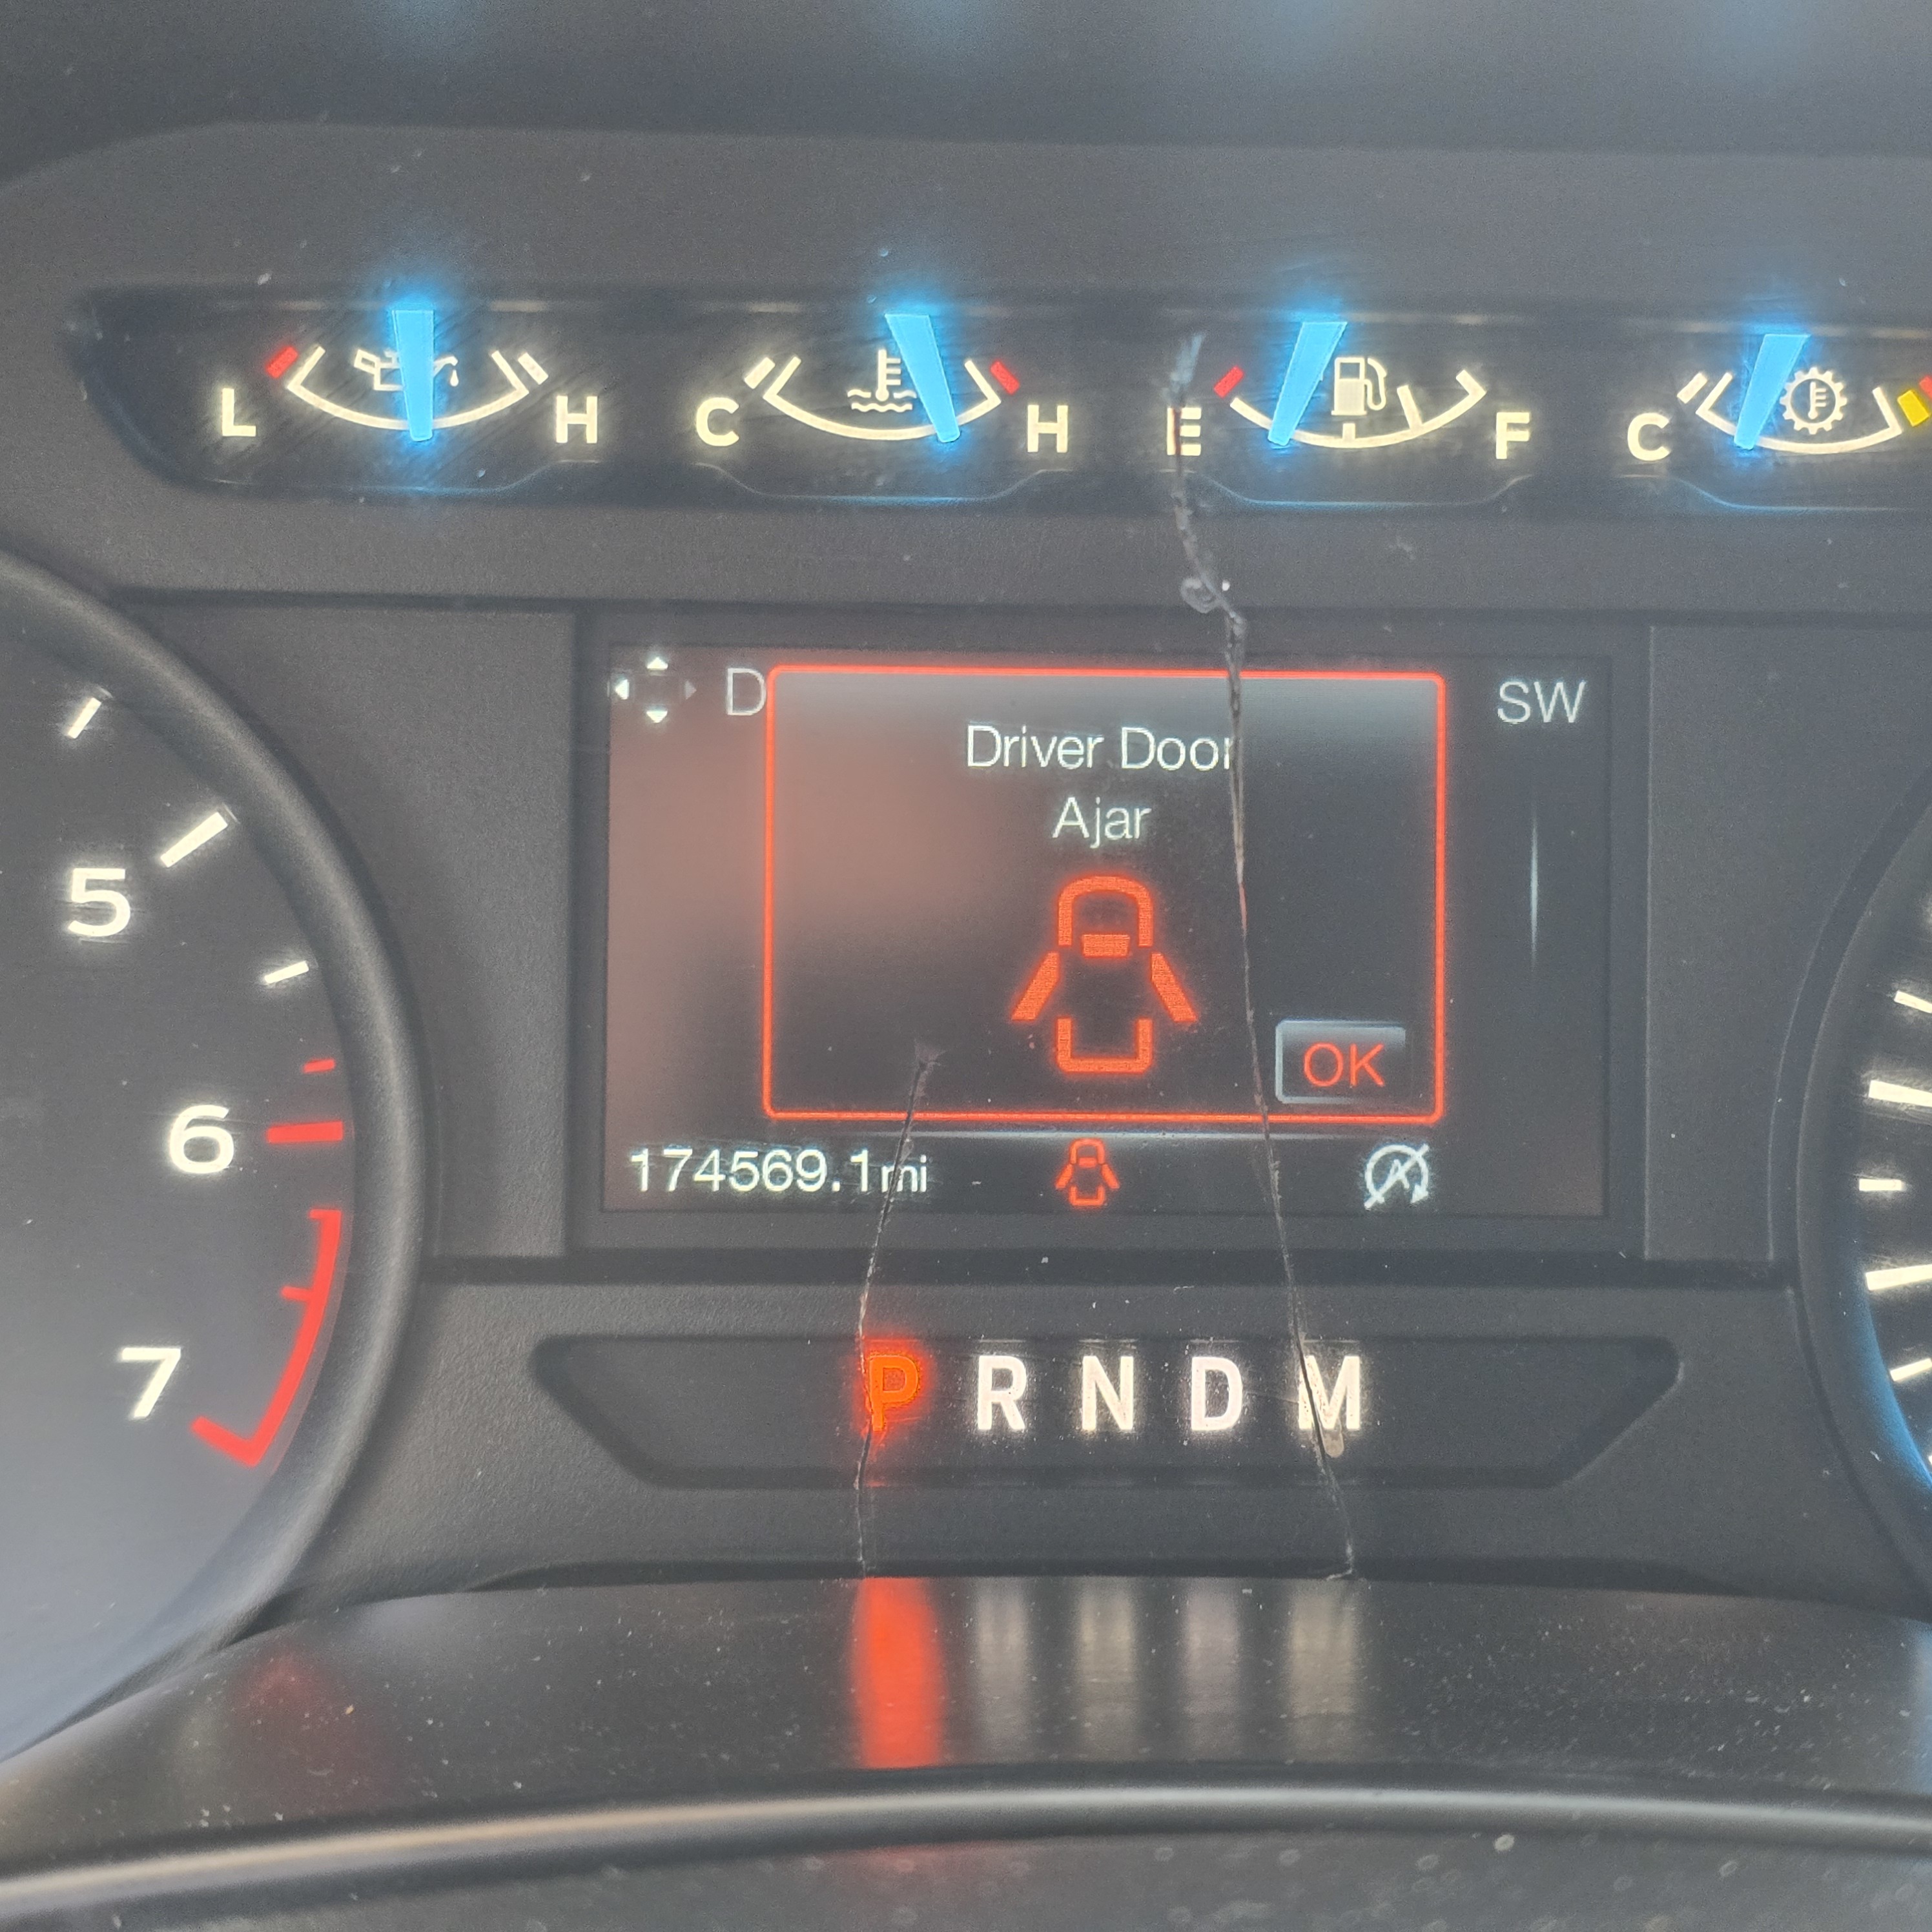 L H C H E F C
D SW
Driver Door
Ajar
5
6
7
OK
174569.1mi
P R N D M